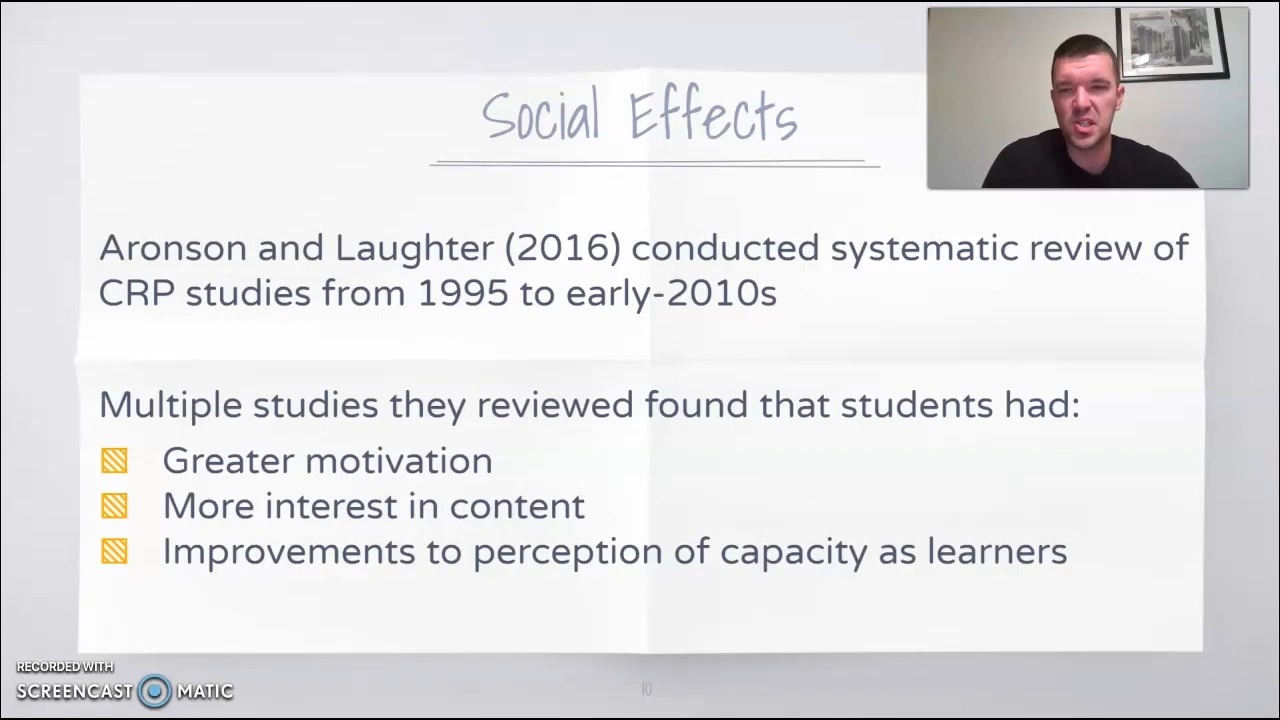 Social Effects
Aronson and Laughter (2016) conducted systematic review of
CRP studies from 1995 to early-2010s
Multiple studies they reviewed found that students had:
Greater motivation
More interest in content
Improvements to perception of capacity as learners
RECORDED WITH
SCREENCAST MATIC
10